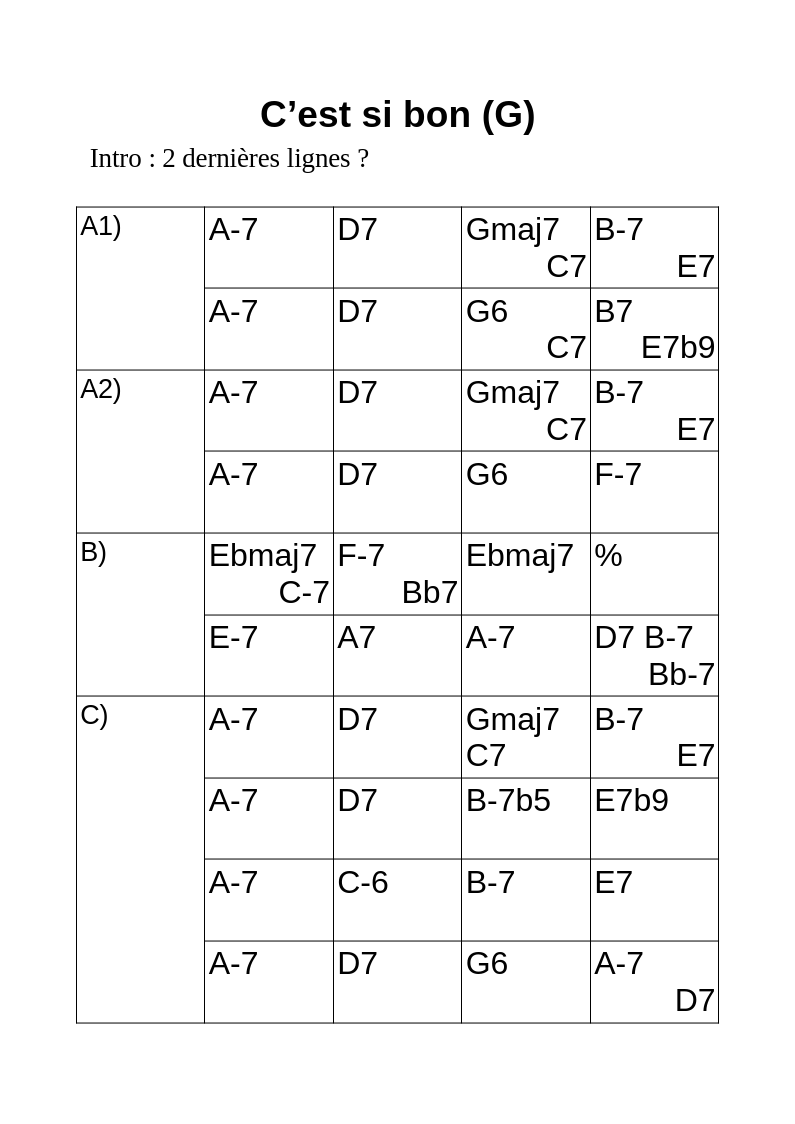 C’est si bon (G)
Intro : 2 dernières lignes ?
A1) A-7 D7 Gmaj7 B-7
C7 E7
A-7 D7 G6 B7
C7 E7b9
A2) A-7 D7 Gmaj7 B-7
C7 E7
A-7 D7 G6 F-7
B) Ebmaj7 F-7 Ebmaj7 %
C-7 Bb7
E-7 A7 A-7 D7 B-7
Bb-7
C) A-7 D7 Gmaj7 B-7
C7 E7
A-7 D7 B-7b5 E7b9
A-7 C-6 B-7 E7
A-7 D7 G6 A-7
D7